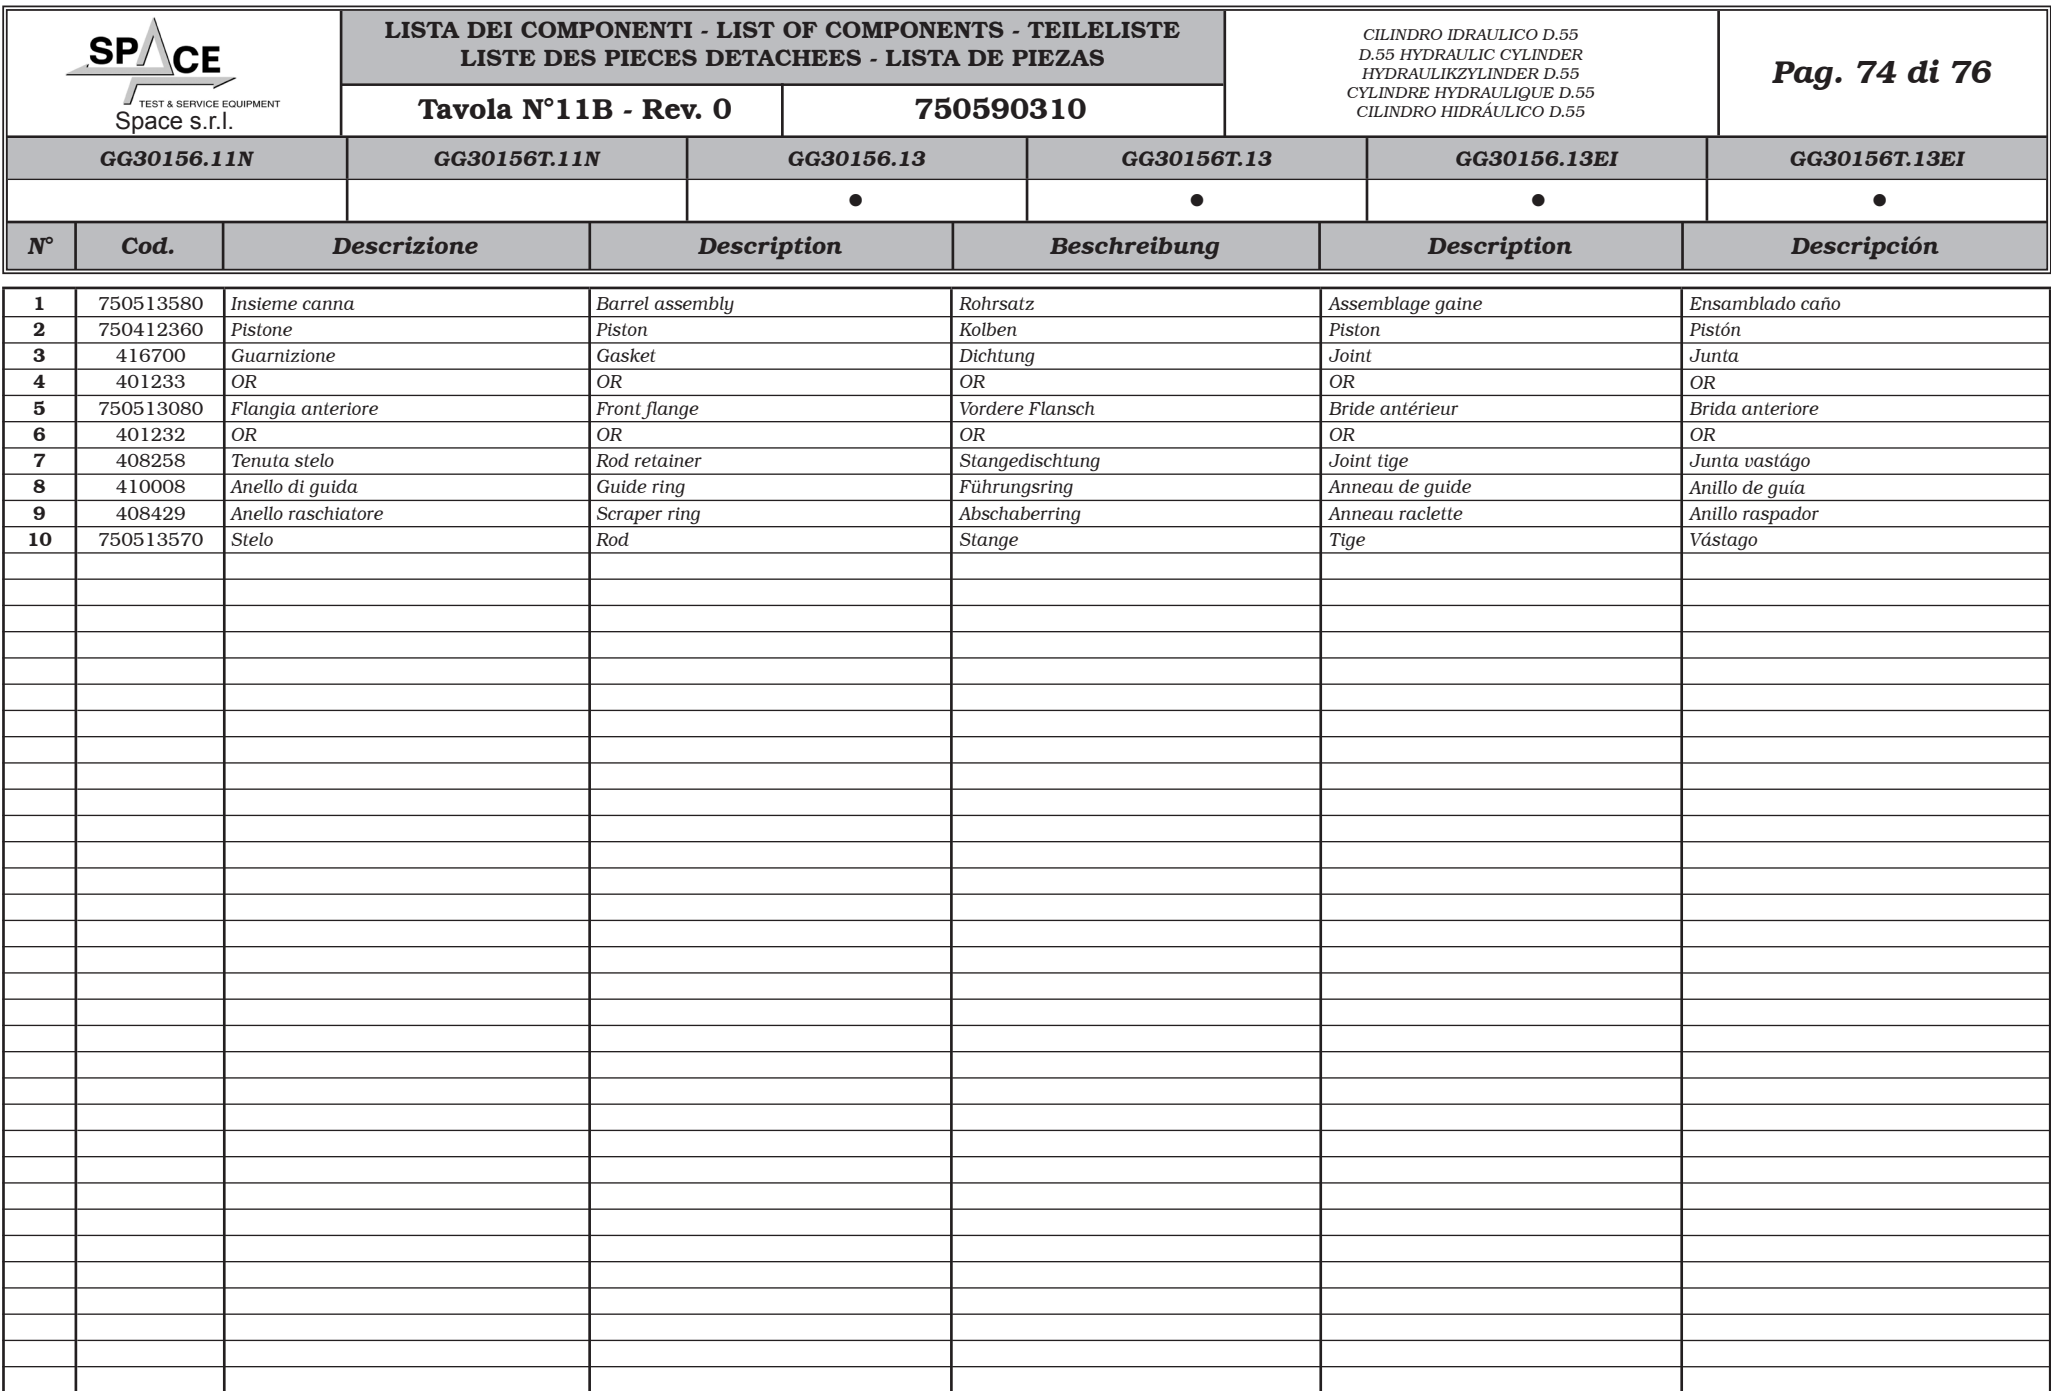 SPACE
TEST & SERVICE EQUIPMENT
Space s.r.l.
LISTA DEI COMPONENTI - LIST OF COMPONENTS - TEILELISTE
LISTE DES PIECES DETACHEES - LISTA DE PIEZAS
Tavola N°11B - Rev. 0 750590310
CILINDRO IDRAULICO D.55
D.55 HYDRAULIC CYLINDER
HYDRAULIKZYLINDER D.55
CYLINDRE HYDRAULIQUE D.55
CILINDRO HIDRÁULICO D.55
Pag. 74 di 76
GG30156.11N GG30156T.11N GG30156.13 GG30156T.13 GG30156.13EI GG30156T.13EI
● ● ● ●
N° Cod. Descrizione Description Beschreibung Description Descripción
1 750513580 Insieme canna Barrel assembly Rohrsatz Assemblage gaine Ensamblado caño
2 750412360 Pistone Piston Kolben Piston Pistón
3 416700 Guarnizione Gasket Dichtung Joint Junta
4 401233 OR OR OR OR OR
5 750513080 Flangia anteriore Front flange Vordere Flansch Bride antérieur Brida anteriore
6 401232 OR OR OR OR OR
7 408258 Tenuta stelo Rod retainer Stangedischtung Joint tige Junta vastágo
8 410008 Anello di guida Guide ring Führungsring Anneau de guide Anillo de guía
9 408429 Anello raschiatore Scraper ring Abschaberring Anneau raclette Anillo raspador
10 750513570 Stelo Rod Stange Tige Vástago